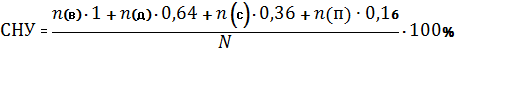 СНУ = (n(в)·1 + n(д)·0,64 + n(с)·0,36 + n(п) · 0,16) / N · 100%